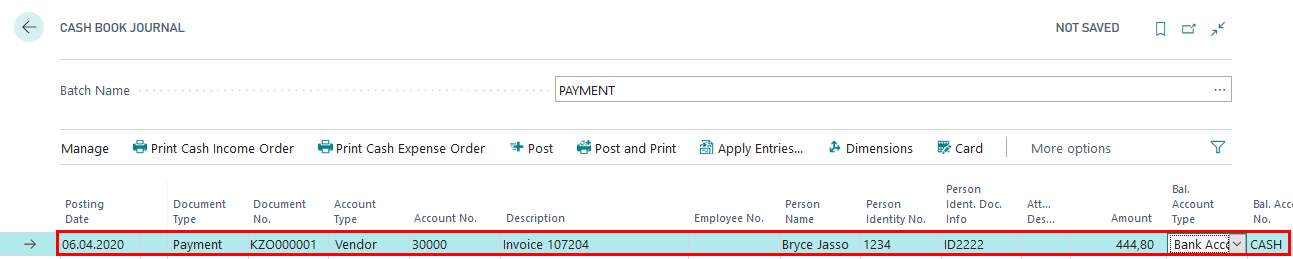 CASH BOOK JOURNAL NOT SAVED
Batch Name PAYMENT ...
Manage Print Cash Income Order Print Cash Expense Order Post Post and Print Apply Entries... Dimensions Card More options
Posting Date Document Type Document No. Account Type Account No. Description Employee No. Person Name Person Identity No. Person Ident. Doc. Info Att... Des... Amount Bal. Account Type Bal. Acc No.
06.04.2020 Payment KZO000001 Vendor 30000 Invoice 107204 Bryce Jasso 1234 ID2222 444,80 Bank Acc CASH